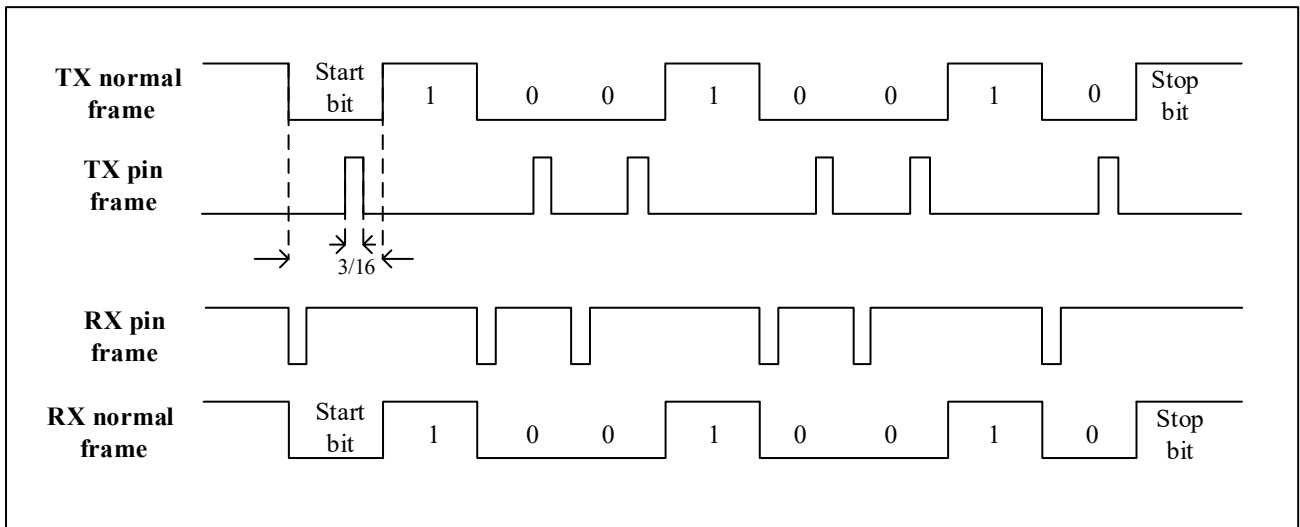 TX normal
frame
Start
bit
1
0
0
1
0
0
1
0
Stop
bit
TX pin
frame
3/16
RX pin
frame
RX normal
frame
Start
bit
1
0
0
1
0
0
1
0
Stop
bit